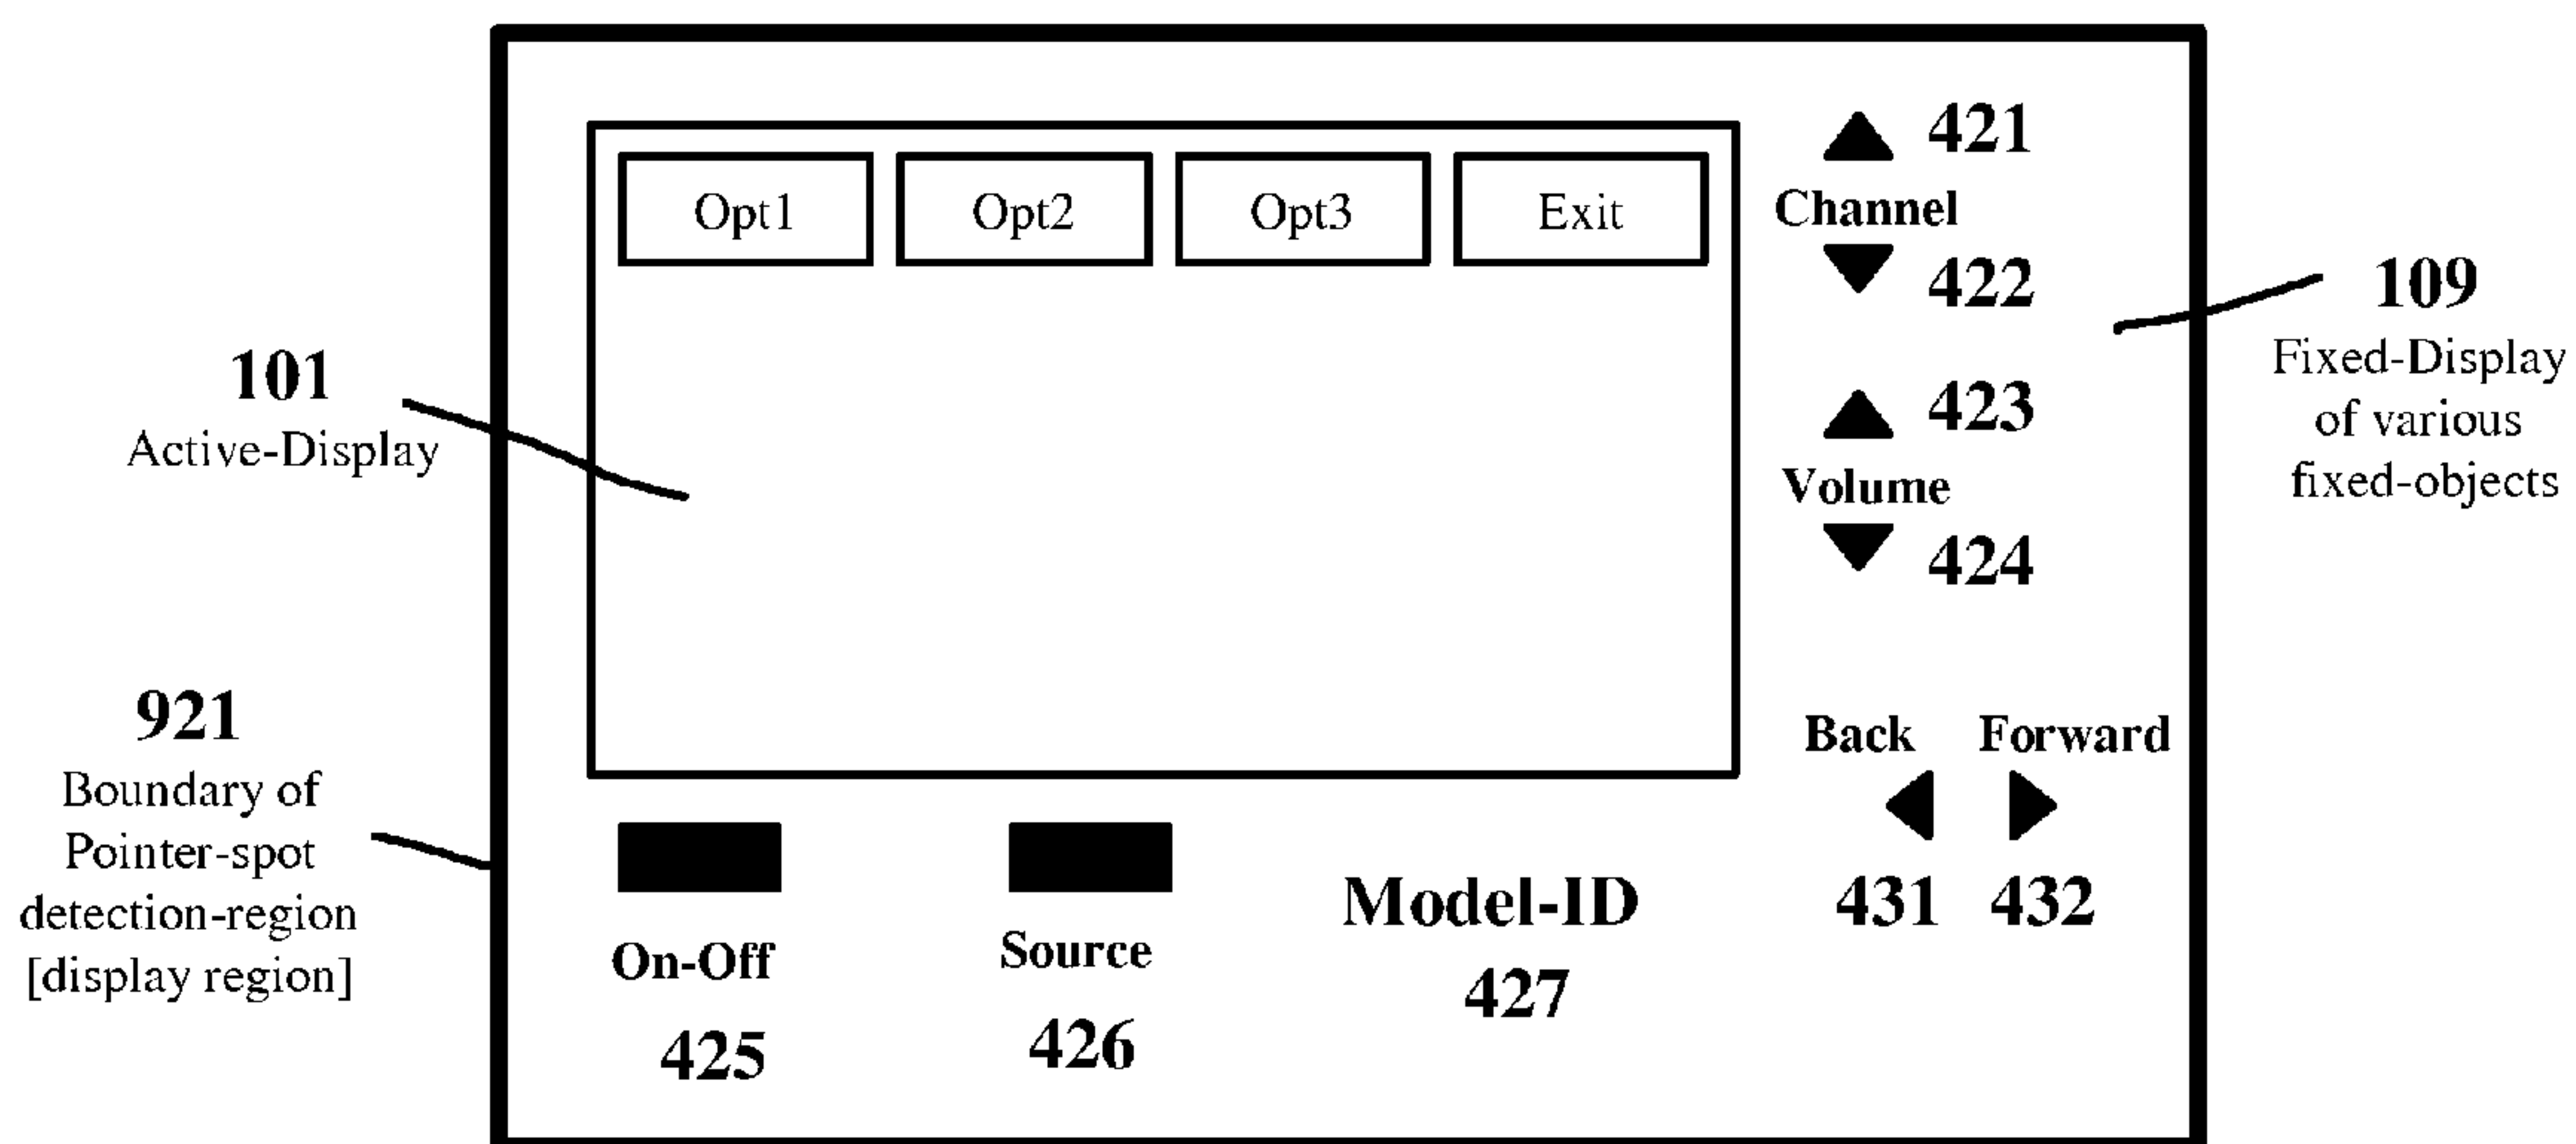 421
Opt1 Opt2 Opt3 Exit
Channel
422
109
Fixed-Display
of various
fixed-objects
101
Active-Display
423
Volume
424
921
Boundary of
Pointer-spot
detection-region
[display region]
Back Forward
431 432
On-Off
425
Source
426
Model-ID
427